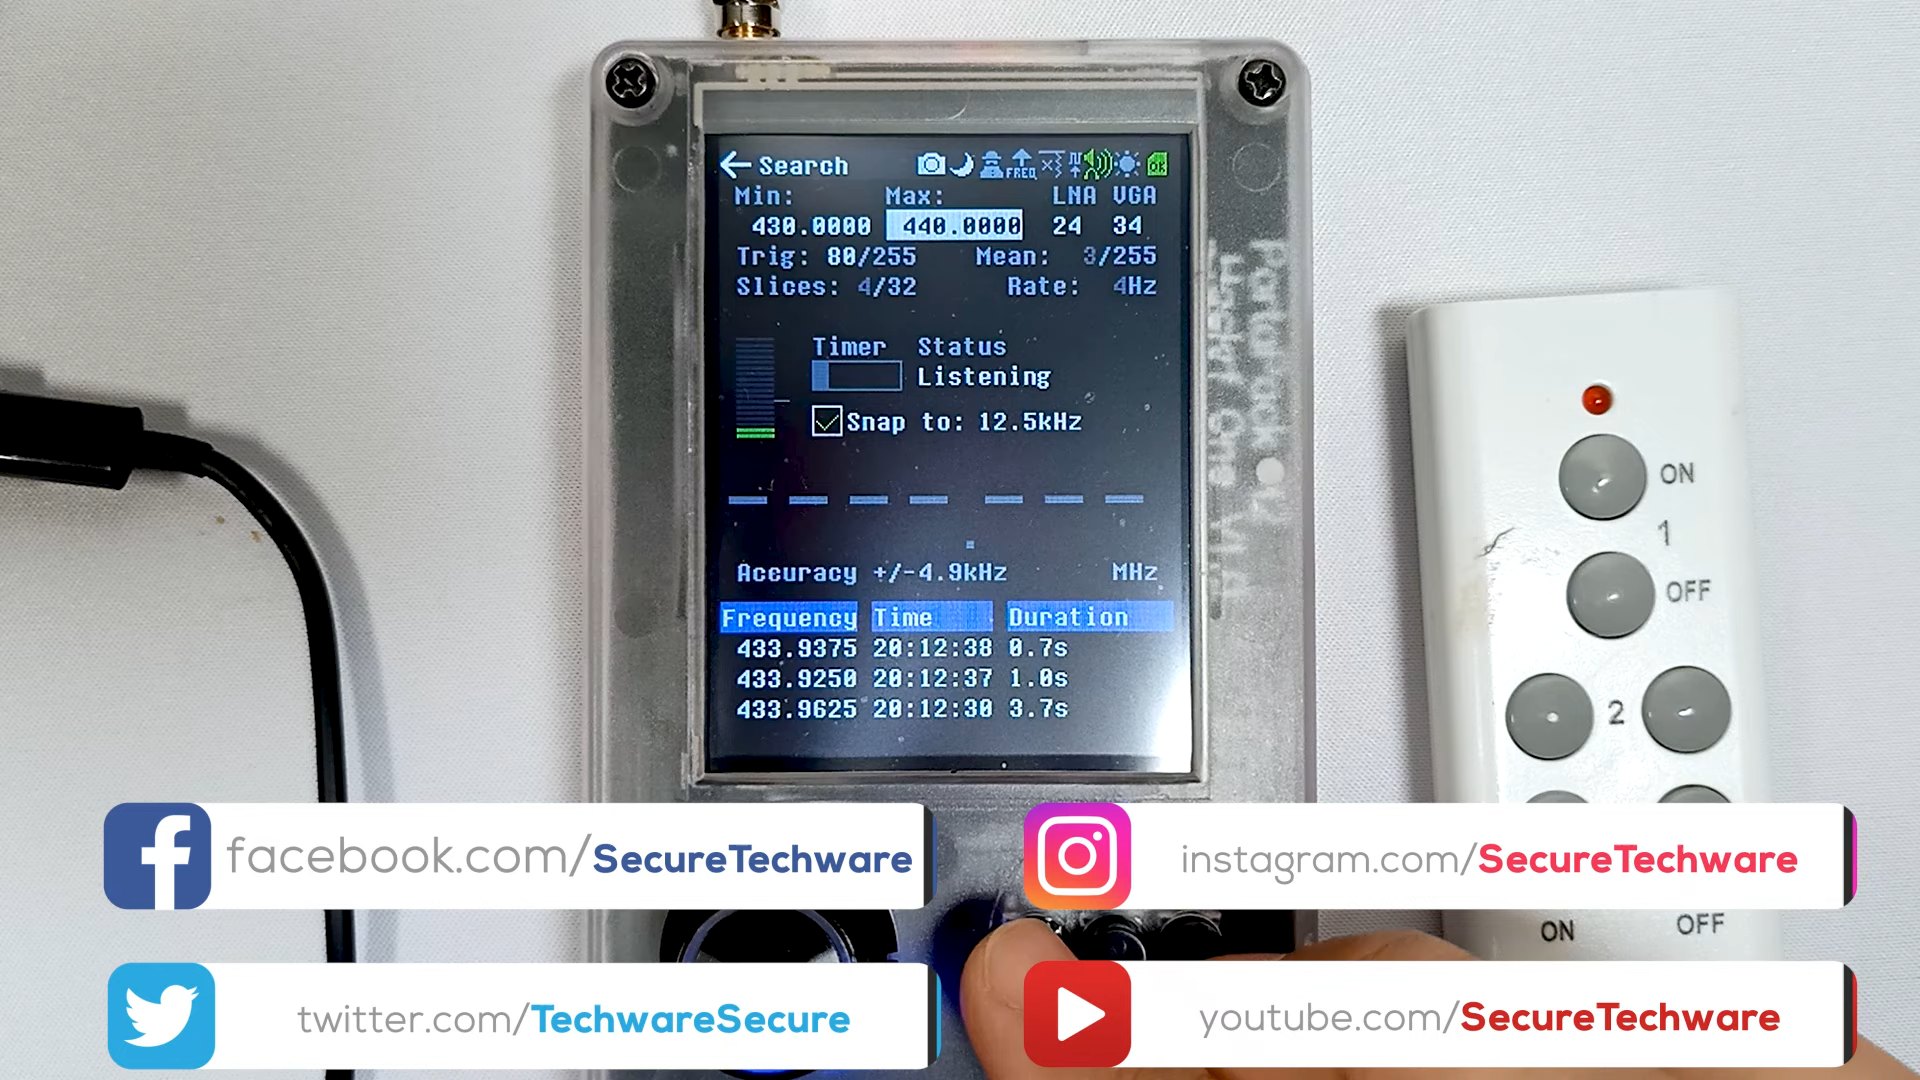 Search
FREQ
OK
Min: Max: LNA VGA
430.0000 440.0000 24 34
Trig: 80/255 Mean: 3/255
Slices: 4/32 Rate: 4Hz
Timer Status
Listening
Snap to: 12.5kHz
Accuracy +/-4.9kHz MHz
Frequency Time Duration
433.9375 20:12:38 0.7s
433.9250 20:12:37 1.0s
433.9625 20:12:30 3.7s
ON
1
OFF
2
ON OFF
facebook.com/SecureTechware
instagram.com/SecureTechware
twitter.com/TechwareSecure
youtube.com/SecureTechware